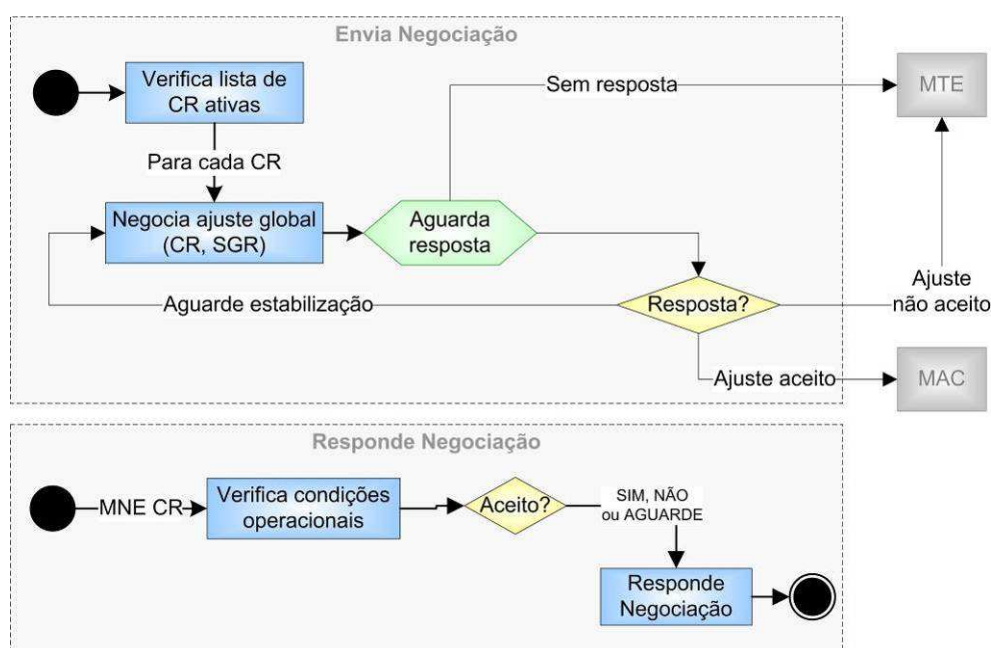 Envia Negociação
Verifica lista de
CR ativas
Sem resposta
MTE
Para cada CR
Negocia ajuste global
(CR, SGR)
Aguarda
resposta
Aguarde estabilização
Resposta?
Ajuste
não aceito
Ajuste aceito
MAC
Responde Negociação
MNE CR
Verifica condições
operacionais
Aceito?
SIM, NÃO
ou AGUARDE
Responde
Negociação